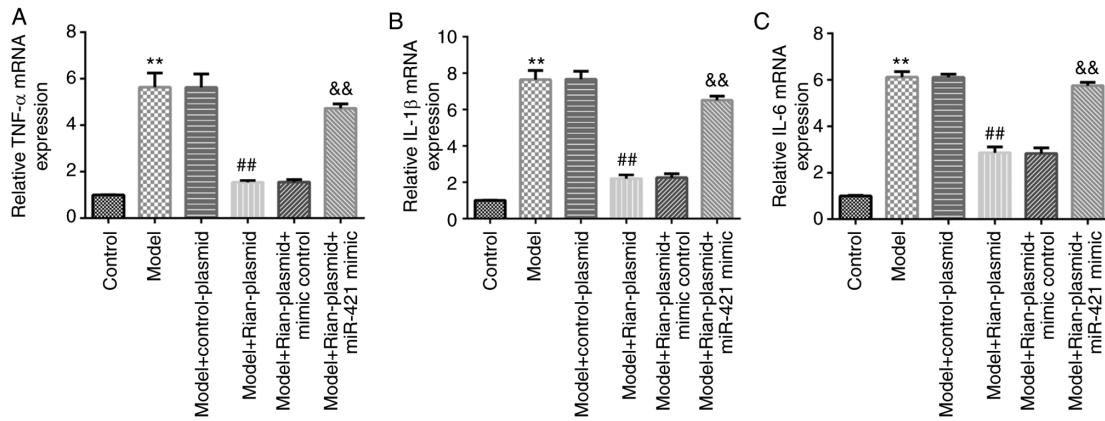 A
Relative TNF-α mRNA
expression
8
6
4
2
0
**
##
&&
Control
Model
Model+control-plasmid
Model+Rian-plasmid
Model+Rian-plasmid+
mimic control
Model+Rian-plasmid+
miR-421 mimic
B
Relative IL-1β mRNA
expression
10
8
6
4
2
0
**
##
&&
Control
Model
Model+control-plasmid
Model+Rian-plasmid
Model+Rian-plasmid+
mimic control
Model+Rian-plasmid+
miR-421 mimic
C
Relative IL-6 mRNA
expression
8
6
4
2
0
**
##
&&
Control
Model
Model+control-plasmid
Model+Rian-plasmid
Model+Rian-plasmid+
mimic control
Model+Rian-plasmid+
miR-421 mimic